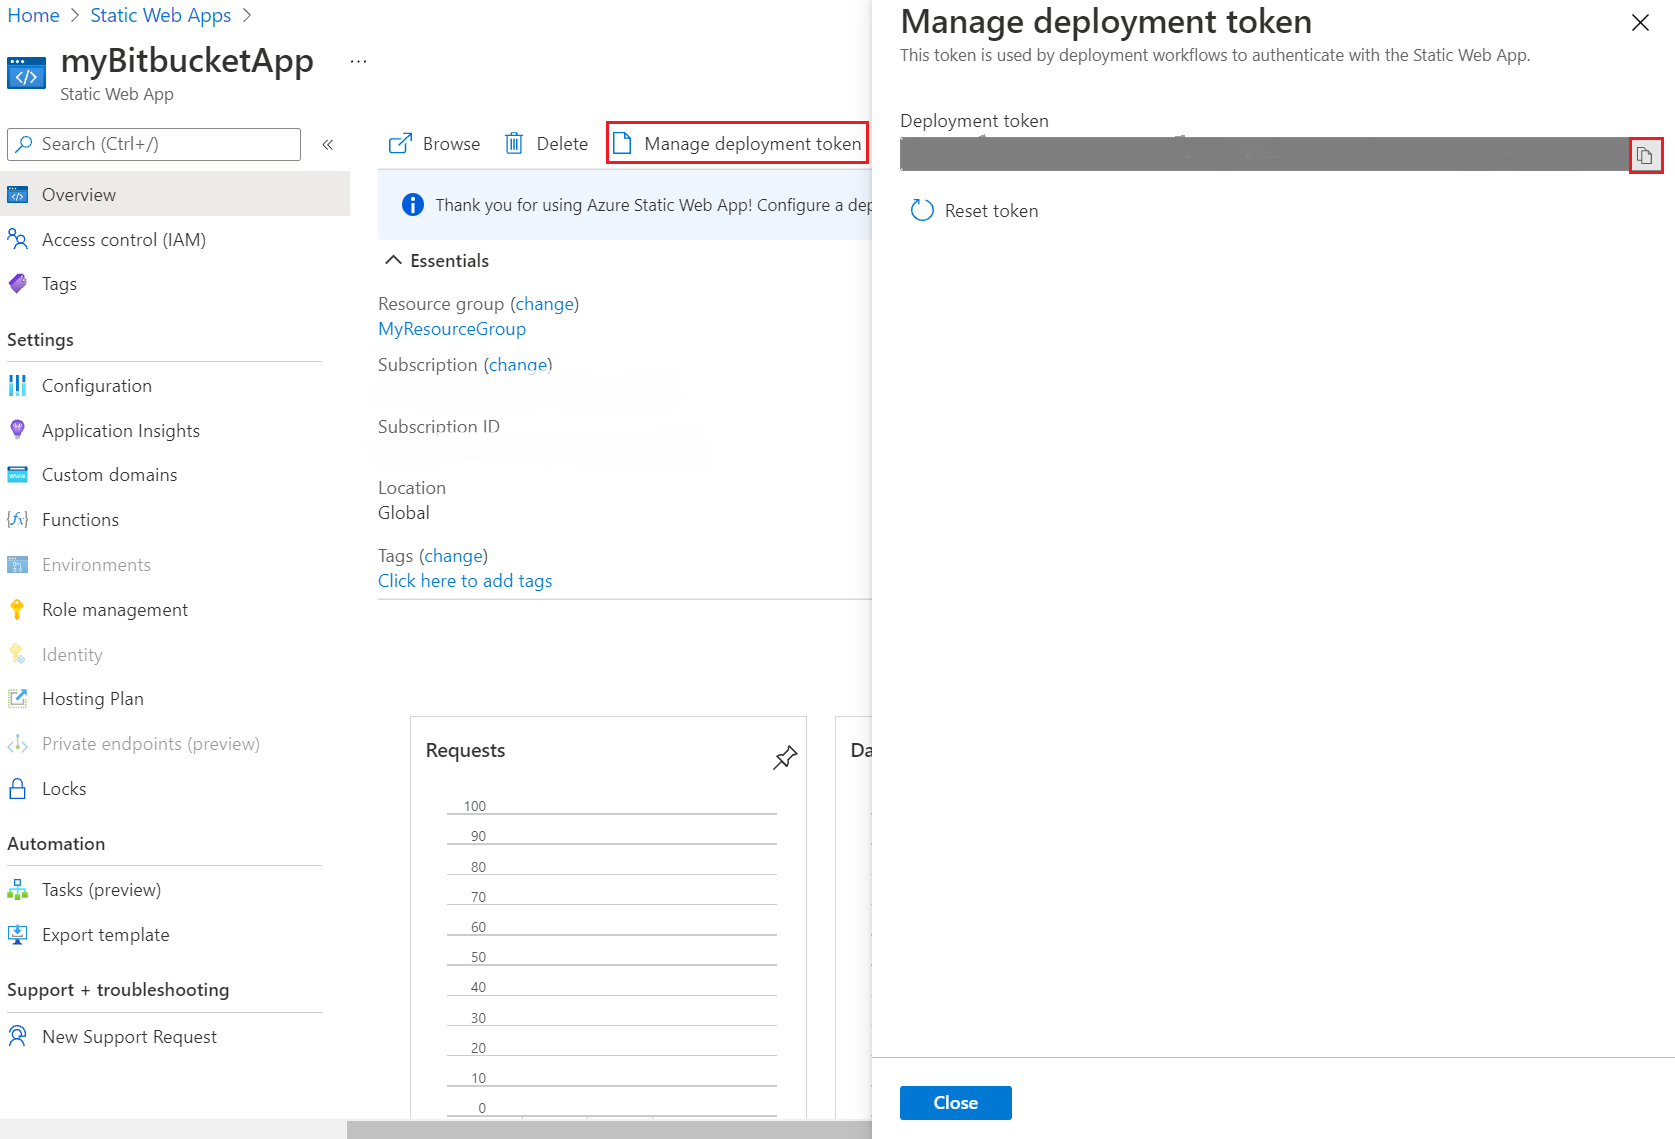 Home > Static Web Apps >
myBitbucketApp ...
Static Web App
Search (Ctrl+/) «
Overview
Access control (IAM)
Tags
Settings
Configuration
Application Insights
Custom domains
Functions
Environments
Role management
Identity
Hosting Plan
Private endpoints (preview)
Locks
Automation
Tasks (preview)
Export template
Support + troubleshooting
New Support Request
Browse Delete Manage deployment token
Thank you for using Azure Static Web App! Configure a dep
Essentials
Resource group (change)
MyResourceGroup
Subscription (change)
Subscription ID
Location
Global
Tags (change)
Click here to add tags
Requests
100
90
80
70
60
50
40
30
20
10
0
Da
Manage deployment token
This token is used by deployment workflows to authenticate with the Static Web App.
Deployment token
Reset token
Close